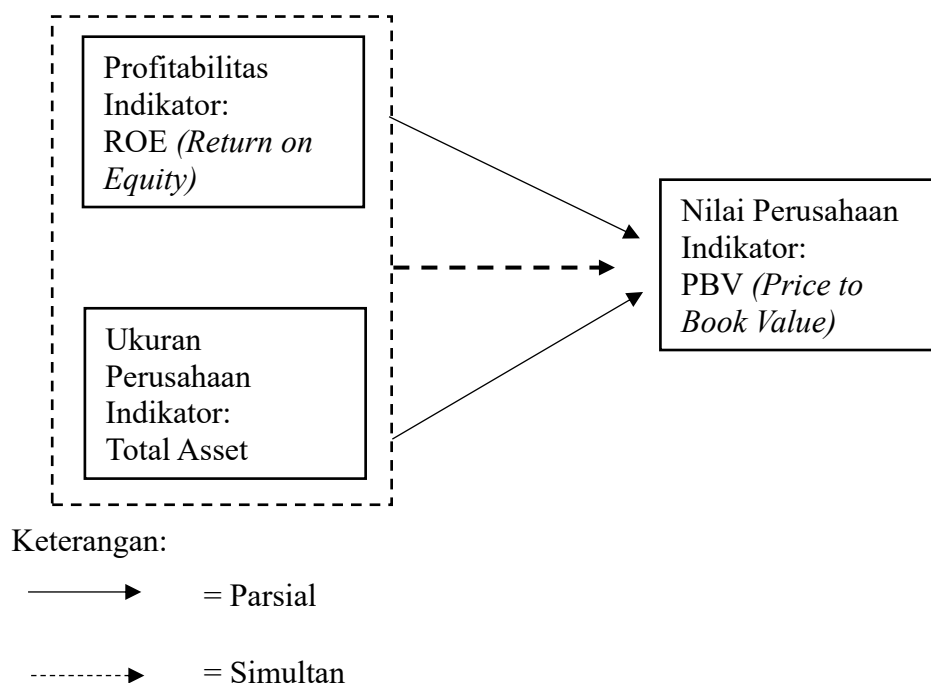 Profitabilitas
Indikator:
ROE (Return on
Equity)
Nilai Perusahaan
Indikator:
PBV (Price to
Book Value)
Ukuran
Perusahaan
Indikator:
Total Asset
Keterangan:
= Parsial
= Simultan